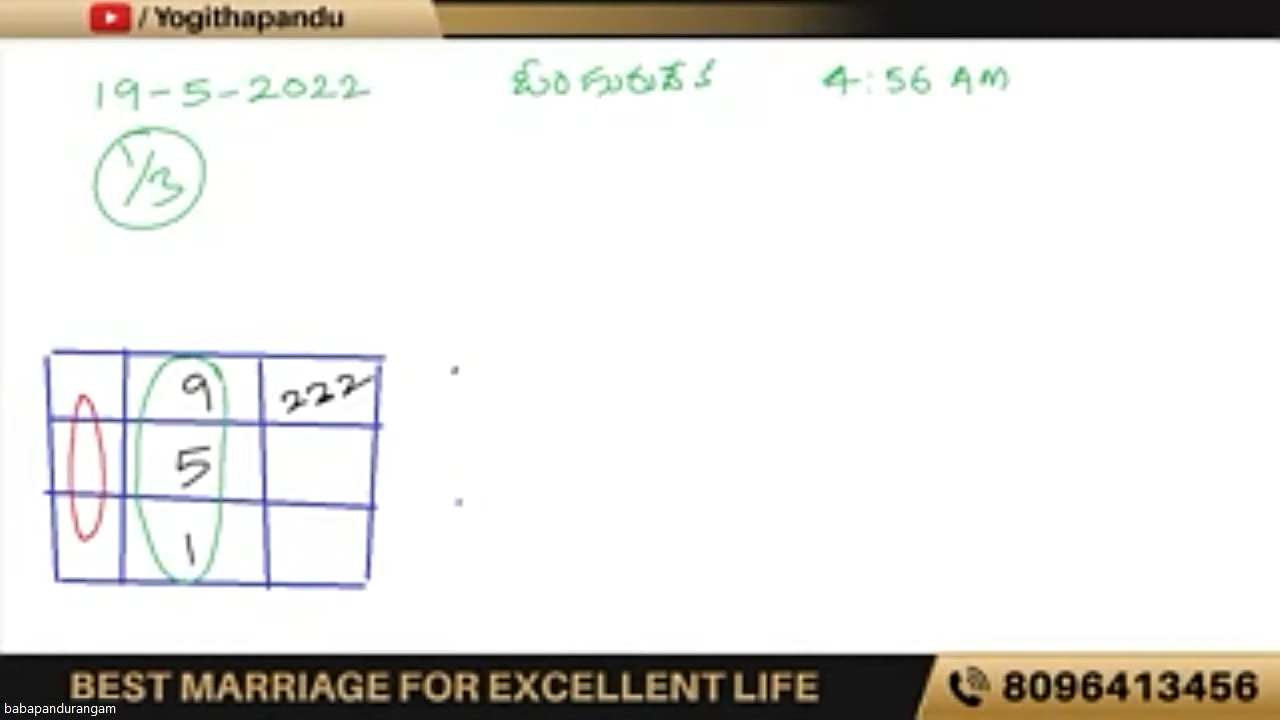 / Yogithapandu
19-5-2022 ఓం గురుదేవ 4:56 AM
1/3
9 222
5
1
BEST MARRIAGE FOR EXCELLENT LIFE 8096413456
babapandurangam